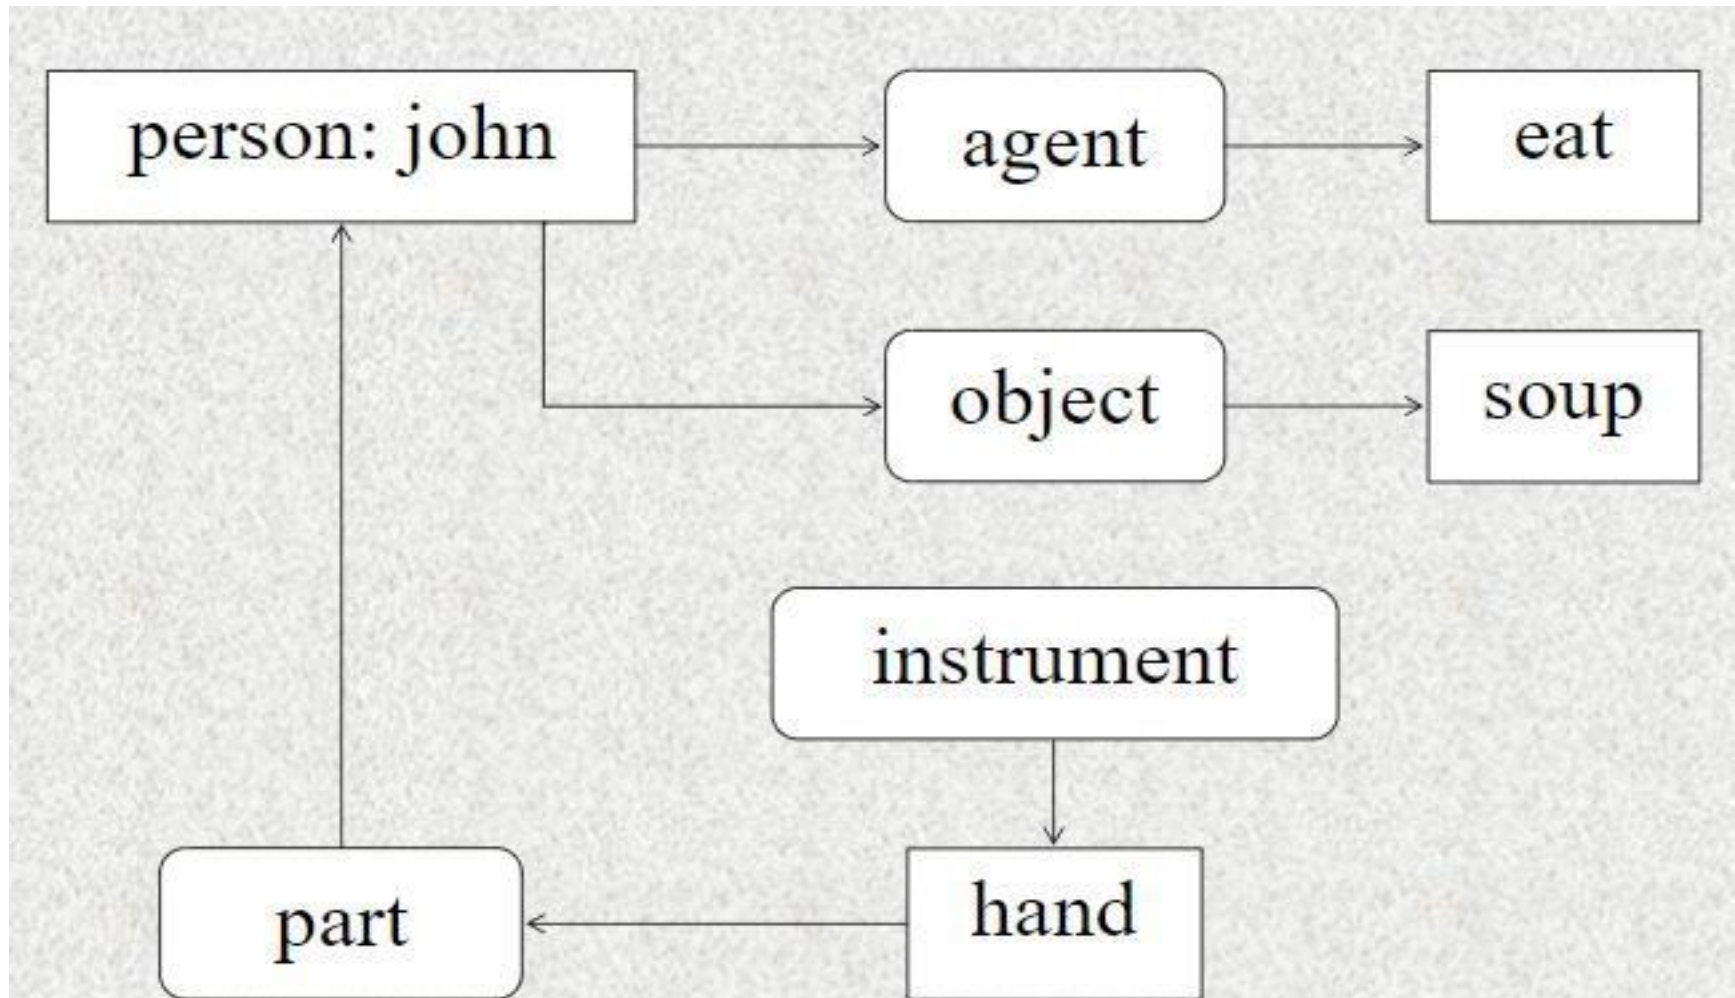 person: john
agent
eat
object
soup
instrument
part
hand